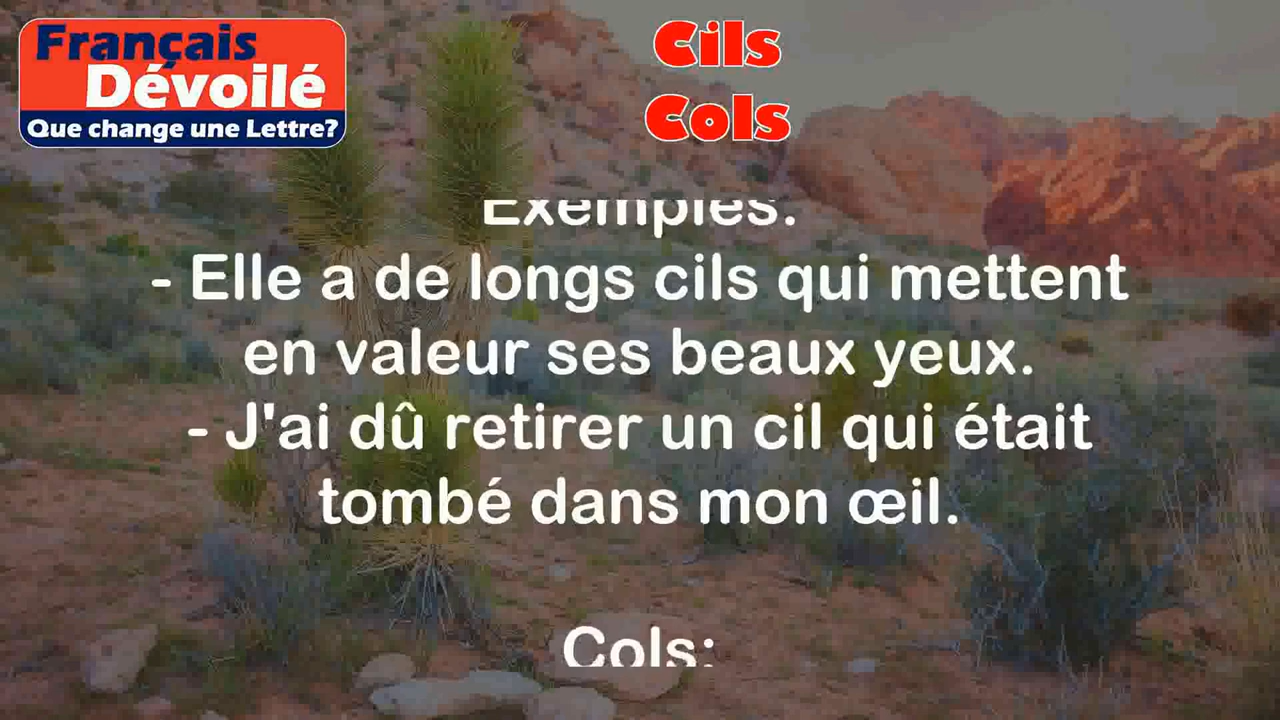 Français
Dévoilé
Que change une Lettre?
Cils
Cols
Exemples:
- Elle a de longs cils qui mettent
en valeur ses beaux yeux.
- J'ai dû retirer un cil qui était
tombé dans mon œil.
Cols: